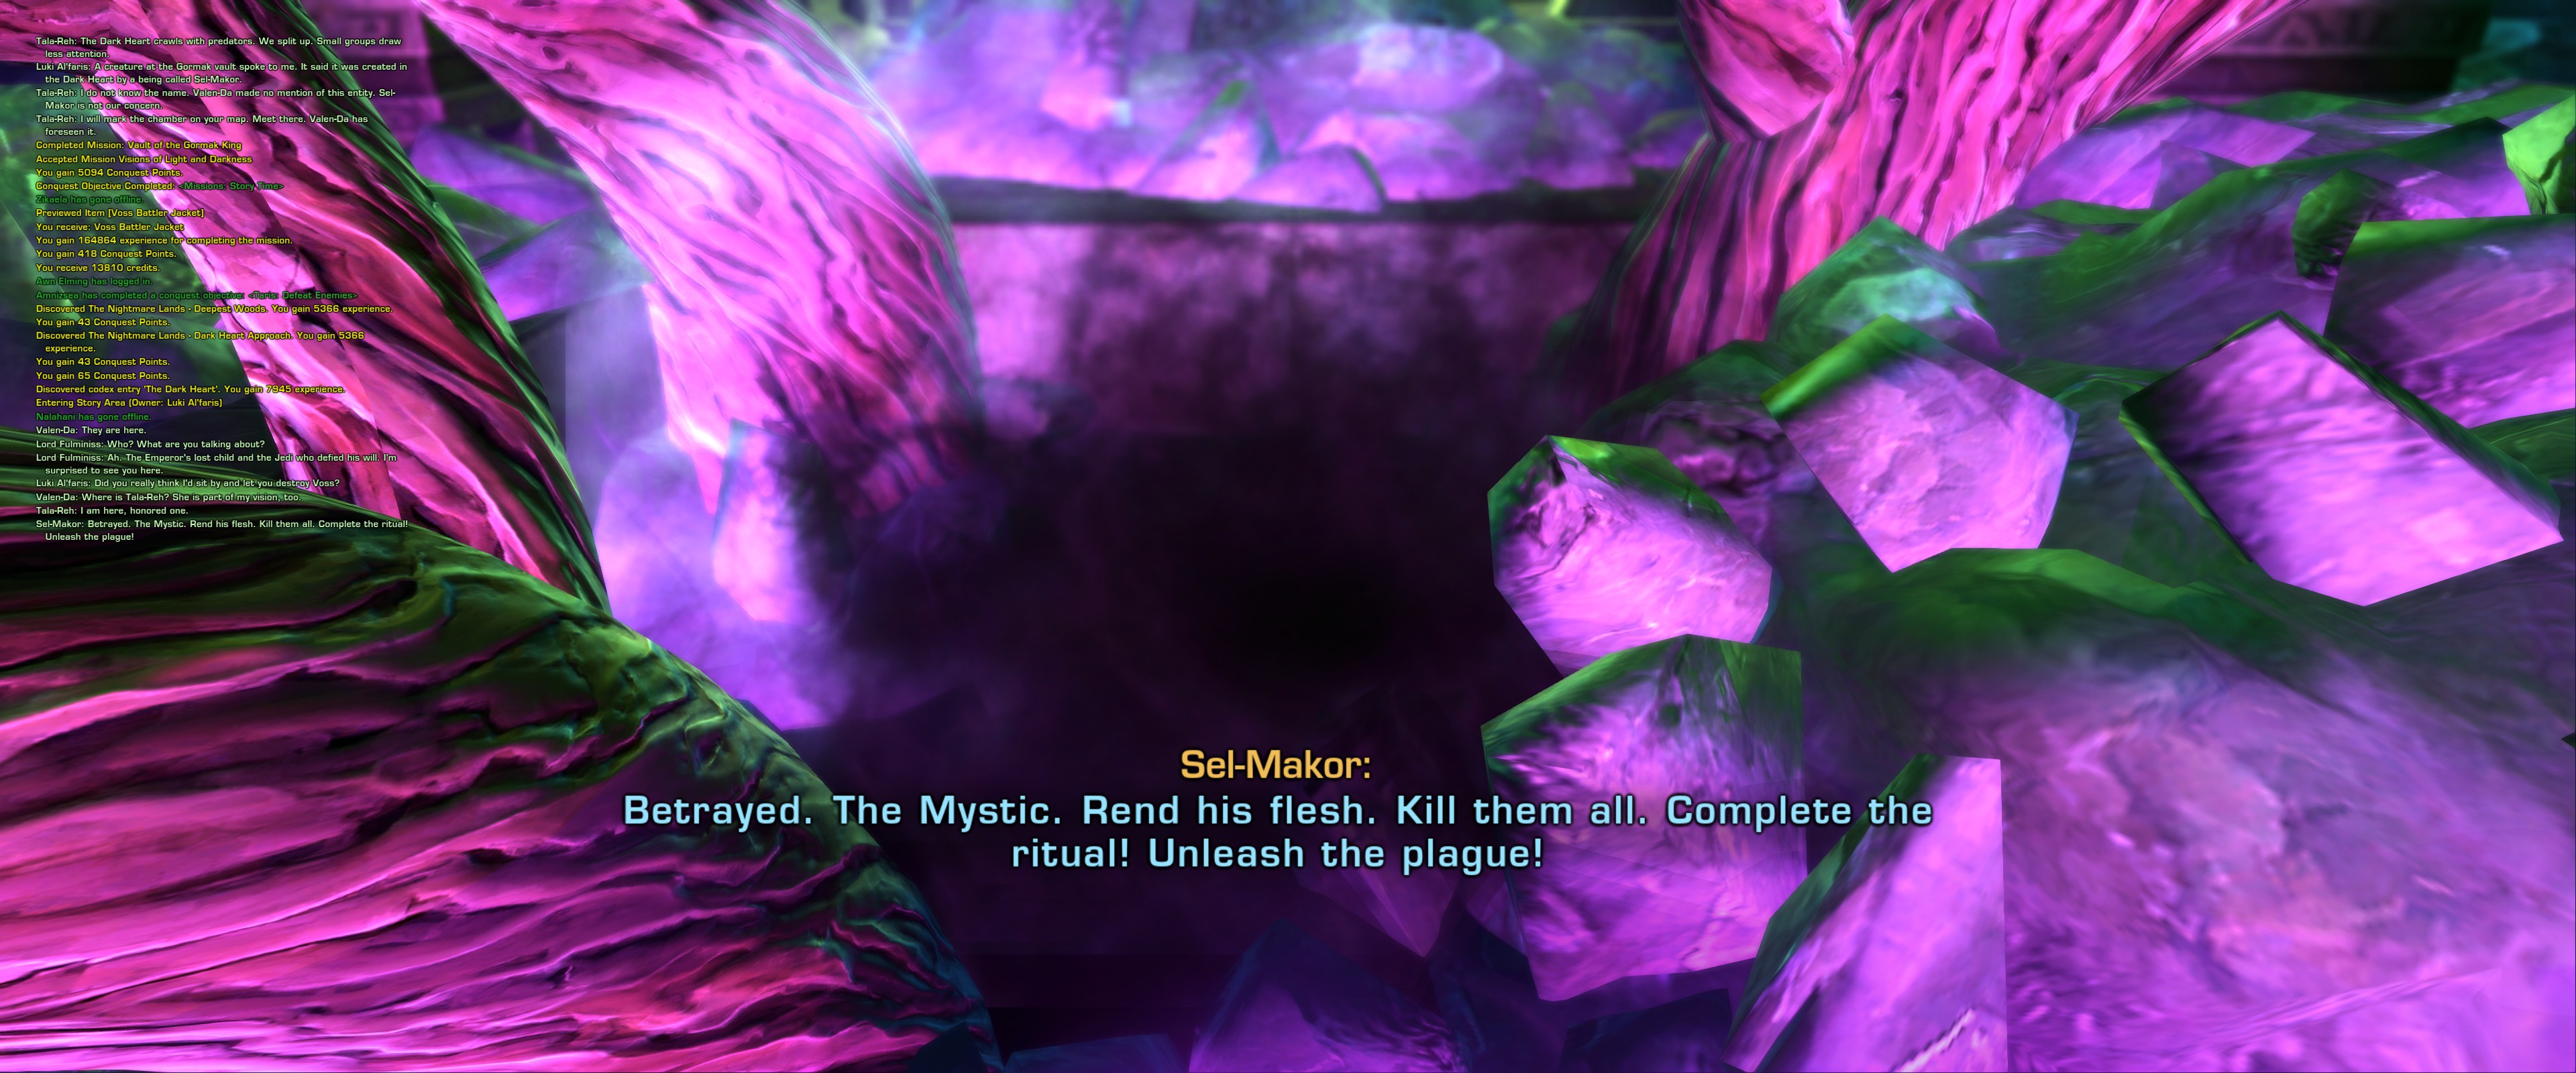 Tala-Reh: The Dark Heart crawls with predators. We split up. Small groups draw
less attention.
Luki Al'faris: A creature at the Gormak vault spoke to me. It said it was created in
the Dark Heart by a being called Sel-Makor.
Tala-Reh: I do not know the name. Valen-Da made no mention of this entity. Sel-
Makor is not our concern.
Tala-Reh: I will mark the chamber on your map. Meet there. Valen-Da has
foreseen it.
Completed Mission: Vault of the Gormak King
Accepted Mission Visions of Light and Darkness
You gain 5094 Conquest Points.
Conquest Objective Completed: <Missions: Story Time>
Zikaela has gone offline.
Previewed Item [Voss Battler Jacket]
You receive: Voss Battler Jacket
You gain 164864 experience for completing the mission.
You gain 418 Conquest Points.
You receive 13810 credits.
Awn Elming has logged in.
Amnizsea has completed a conquest objective: <Taris: Defeat Enemies>
Discovered The Nightmare Lands - Deepest Woods. You gain 5366 experience.
You gain 43 Conquest Points.
Discovered The Nightmare Lands - Dark Heart Approach. You gain 5366
experience.
You gain 43 Conquest Points.
You gain 65 Conquest Points.
Discovered codex entry 'The Dark Heart'. You gain 7945 experience.
Entering Story Area (Owner: Luki Al'faris)
Nalahani has gone offline.
Valen-Da: They are here.
Lord Fulminiss: Who? What are you talking about?
Lord Fulminiss: Ah. The Emperor's lost child and the Jedi who defied his will. I'm
surprised to see you here.
Luki Al'faris: Did you really think I'd sit by and let you destroy Voss?
Valen-Da: Where is Tala-Reh? She is part of my vision, too.
Tala-Reh: I am here, honored one.
Sel-Makor: Betrayed. The Mystic. Rend his flesh. Kill them all. Complete the ritual!
Unleash the plague!
Sel-Makor:
Betrayed. The Mystic. Rend his flesh. Kill them all. Complete the
ritual! Unleash the plague!